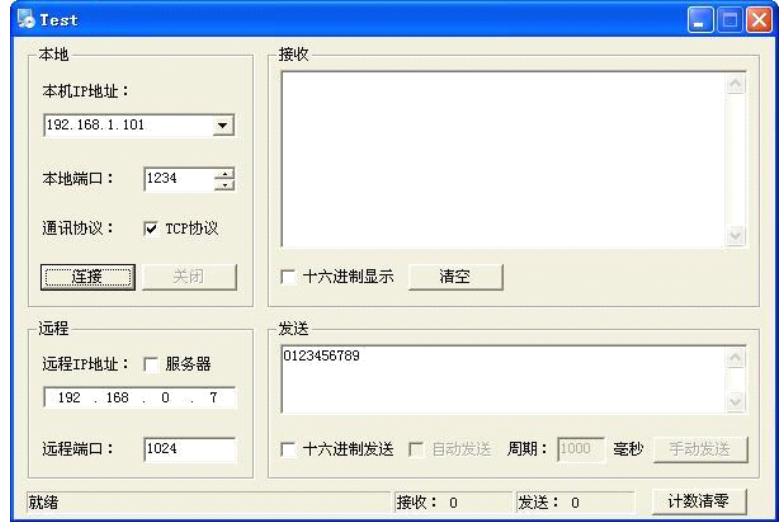 Test
本地
本机IP地址：
192.168.1.101
本地端口： 1234
通讯协议： TCP协议
连接 关闭
接收
十六进制显示 清空
远程
远程IP地址： 服务器
192 . 168 . 0 . 7
远程端口： 1024
发送
0123456789
十六进制发送 自动发送 周期： 1000 毫秒 手动发送
就绪 接收： 0 发送： 0 计数清零